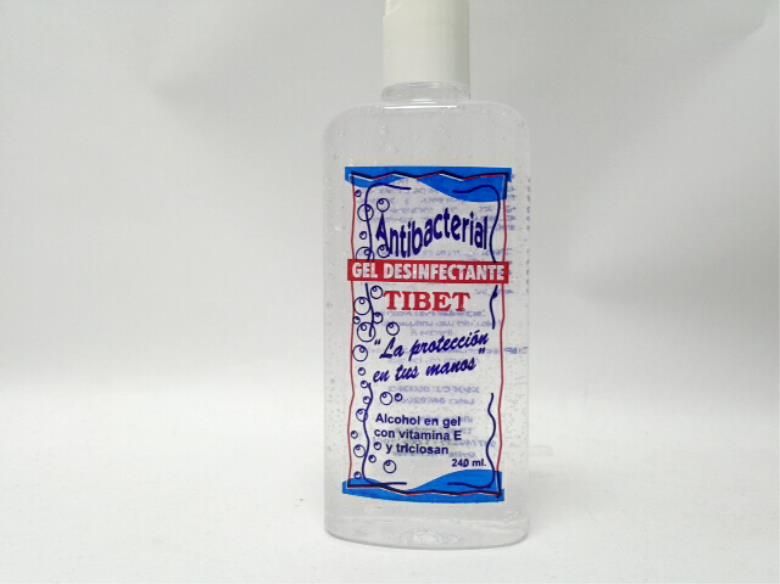 Antibacterial
GEL DESINFECTANTE
TIBET
"La protección
en tus manos"
Alcohol en gel
con vitamina E
y triclosan
240 ml.